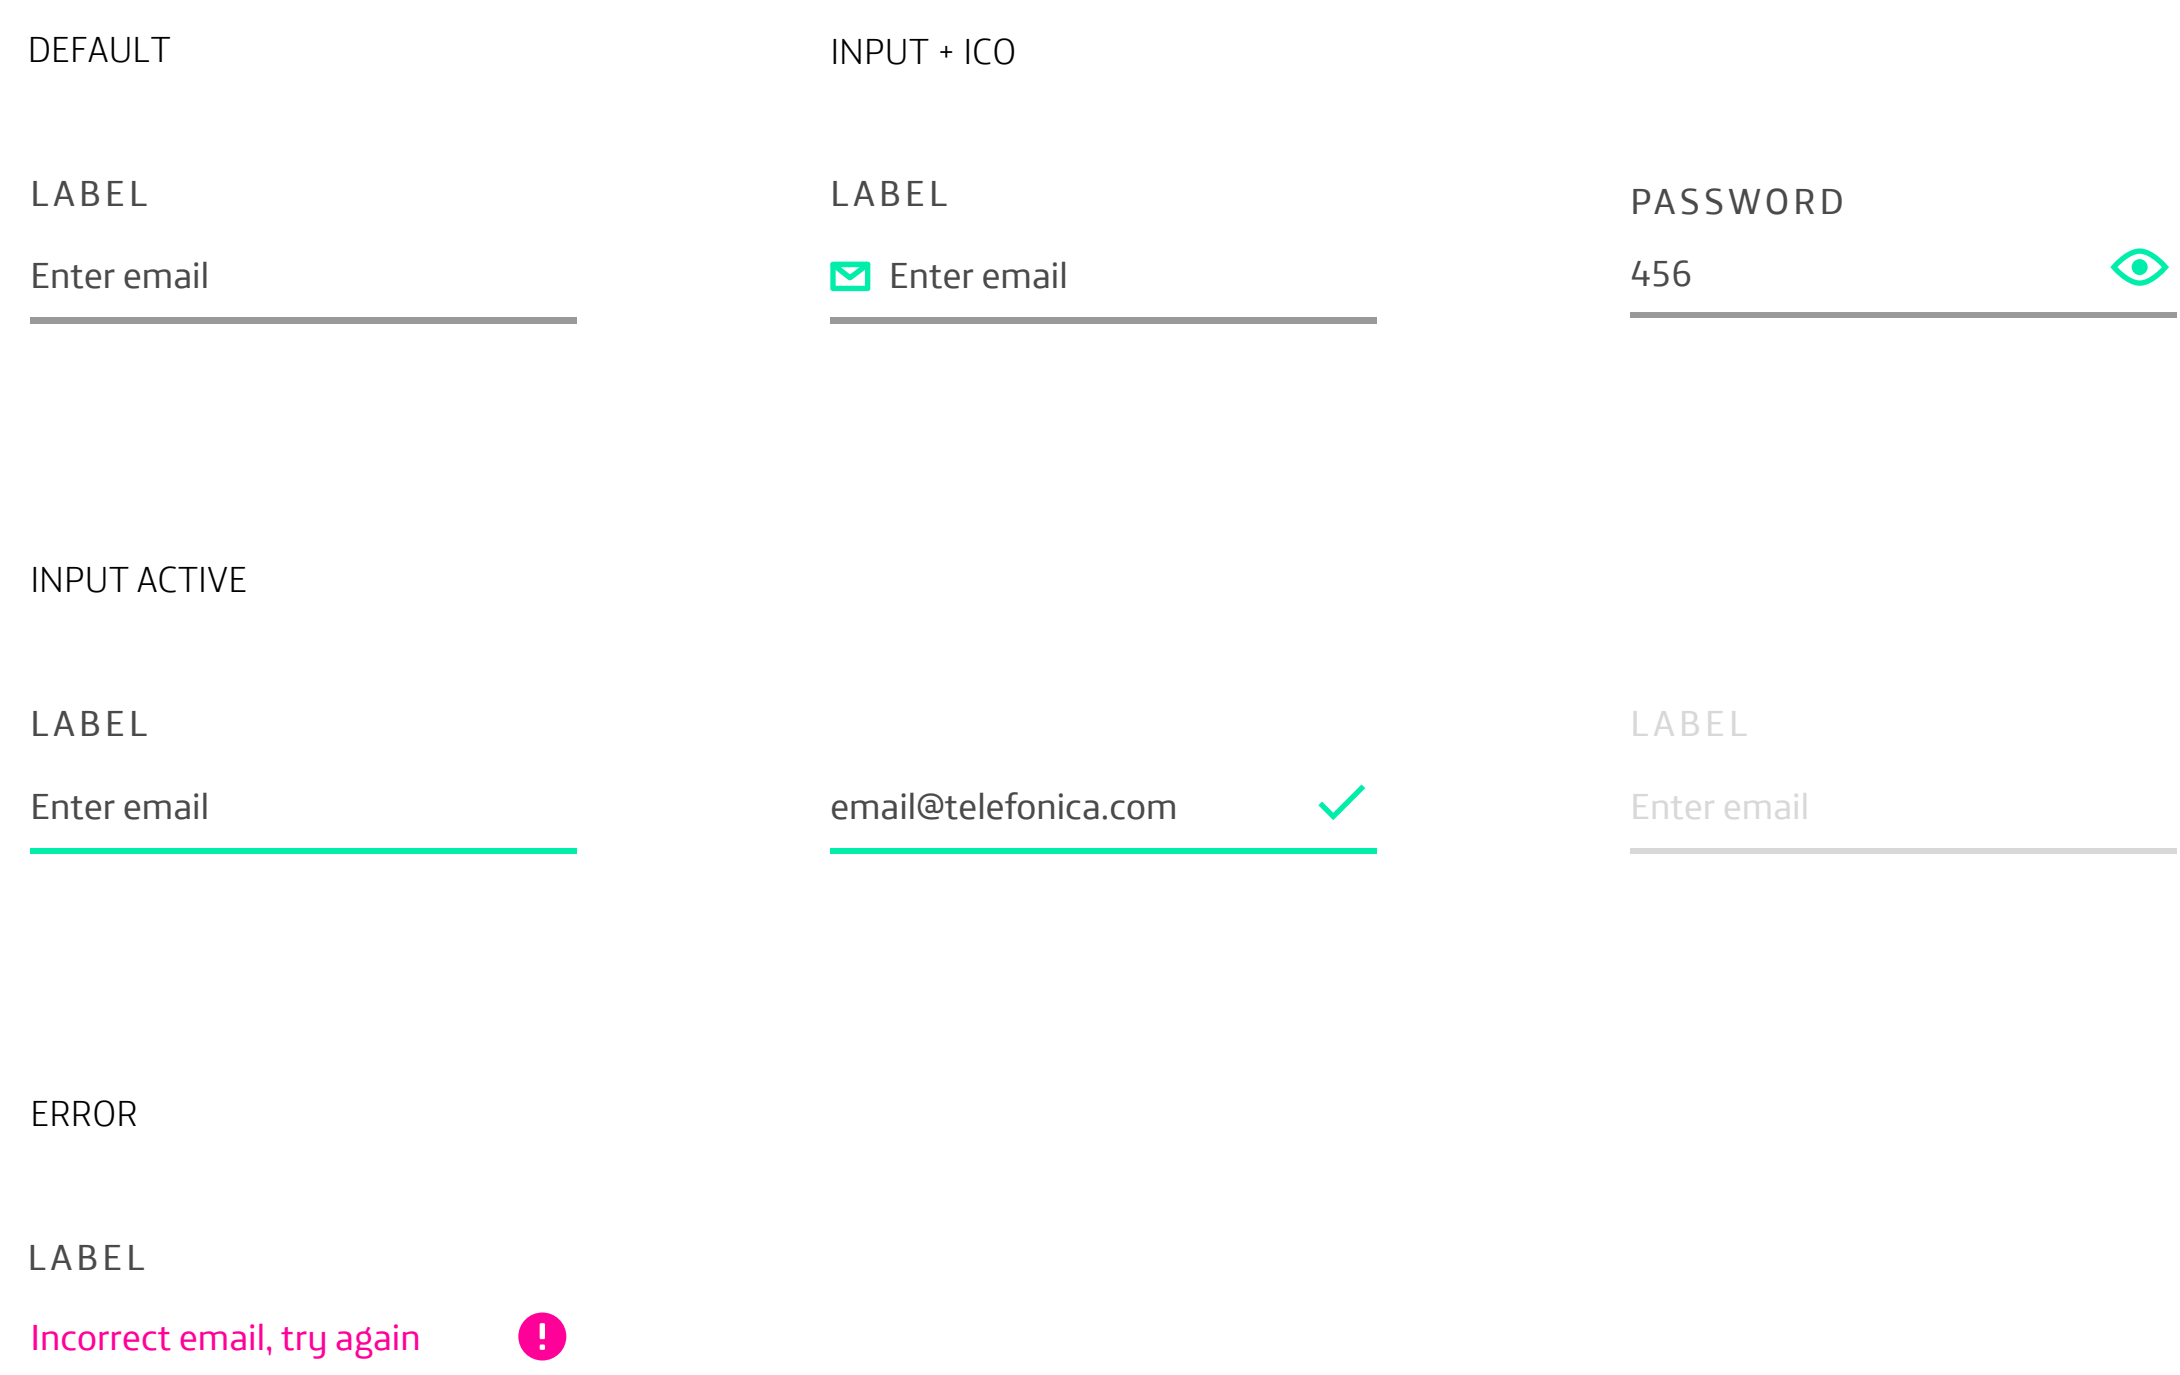 DEFAULT
INPUT + ICO
LABEL
LABEL
PASSWORD
Enter email
Enter email
456
INPUT ACTIVE
LABEL
LABEL
Enter email
email@telefonica.com
Enter email
ERROR
LABEL
Incorrect email, try again